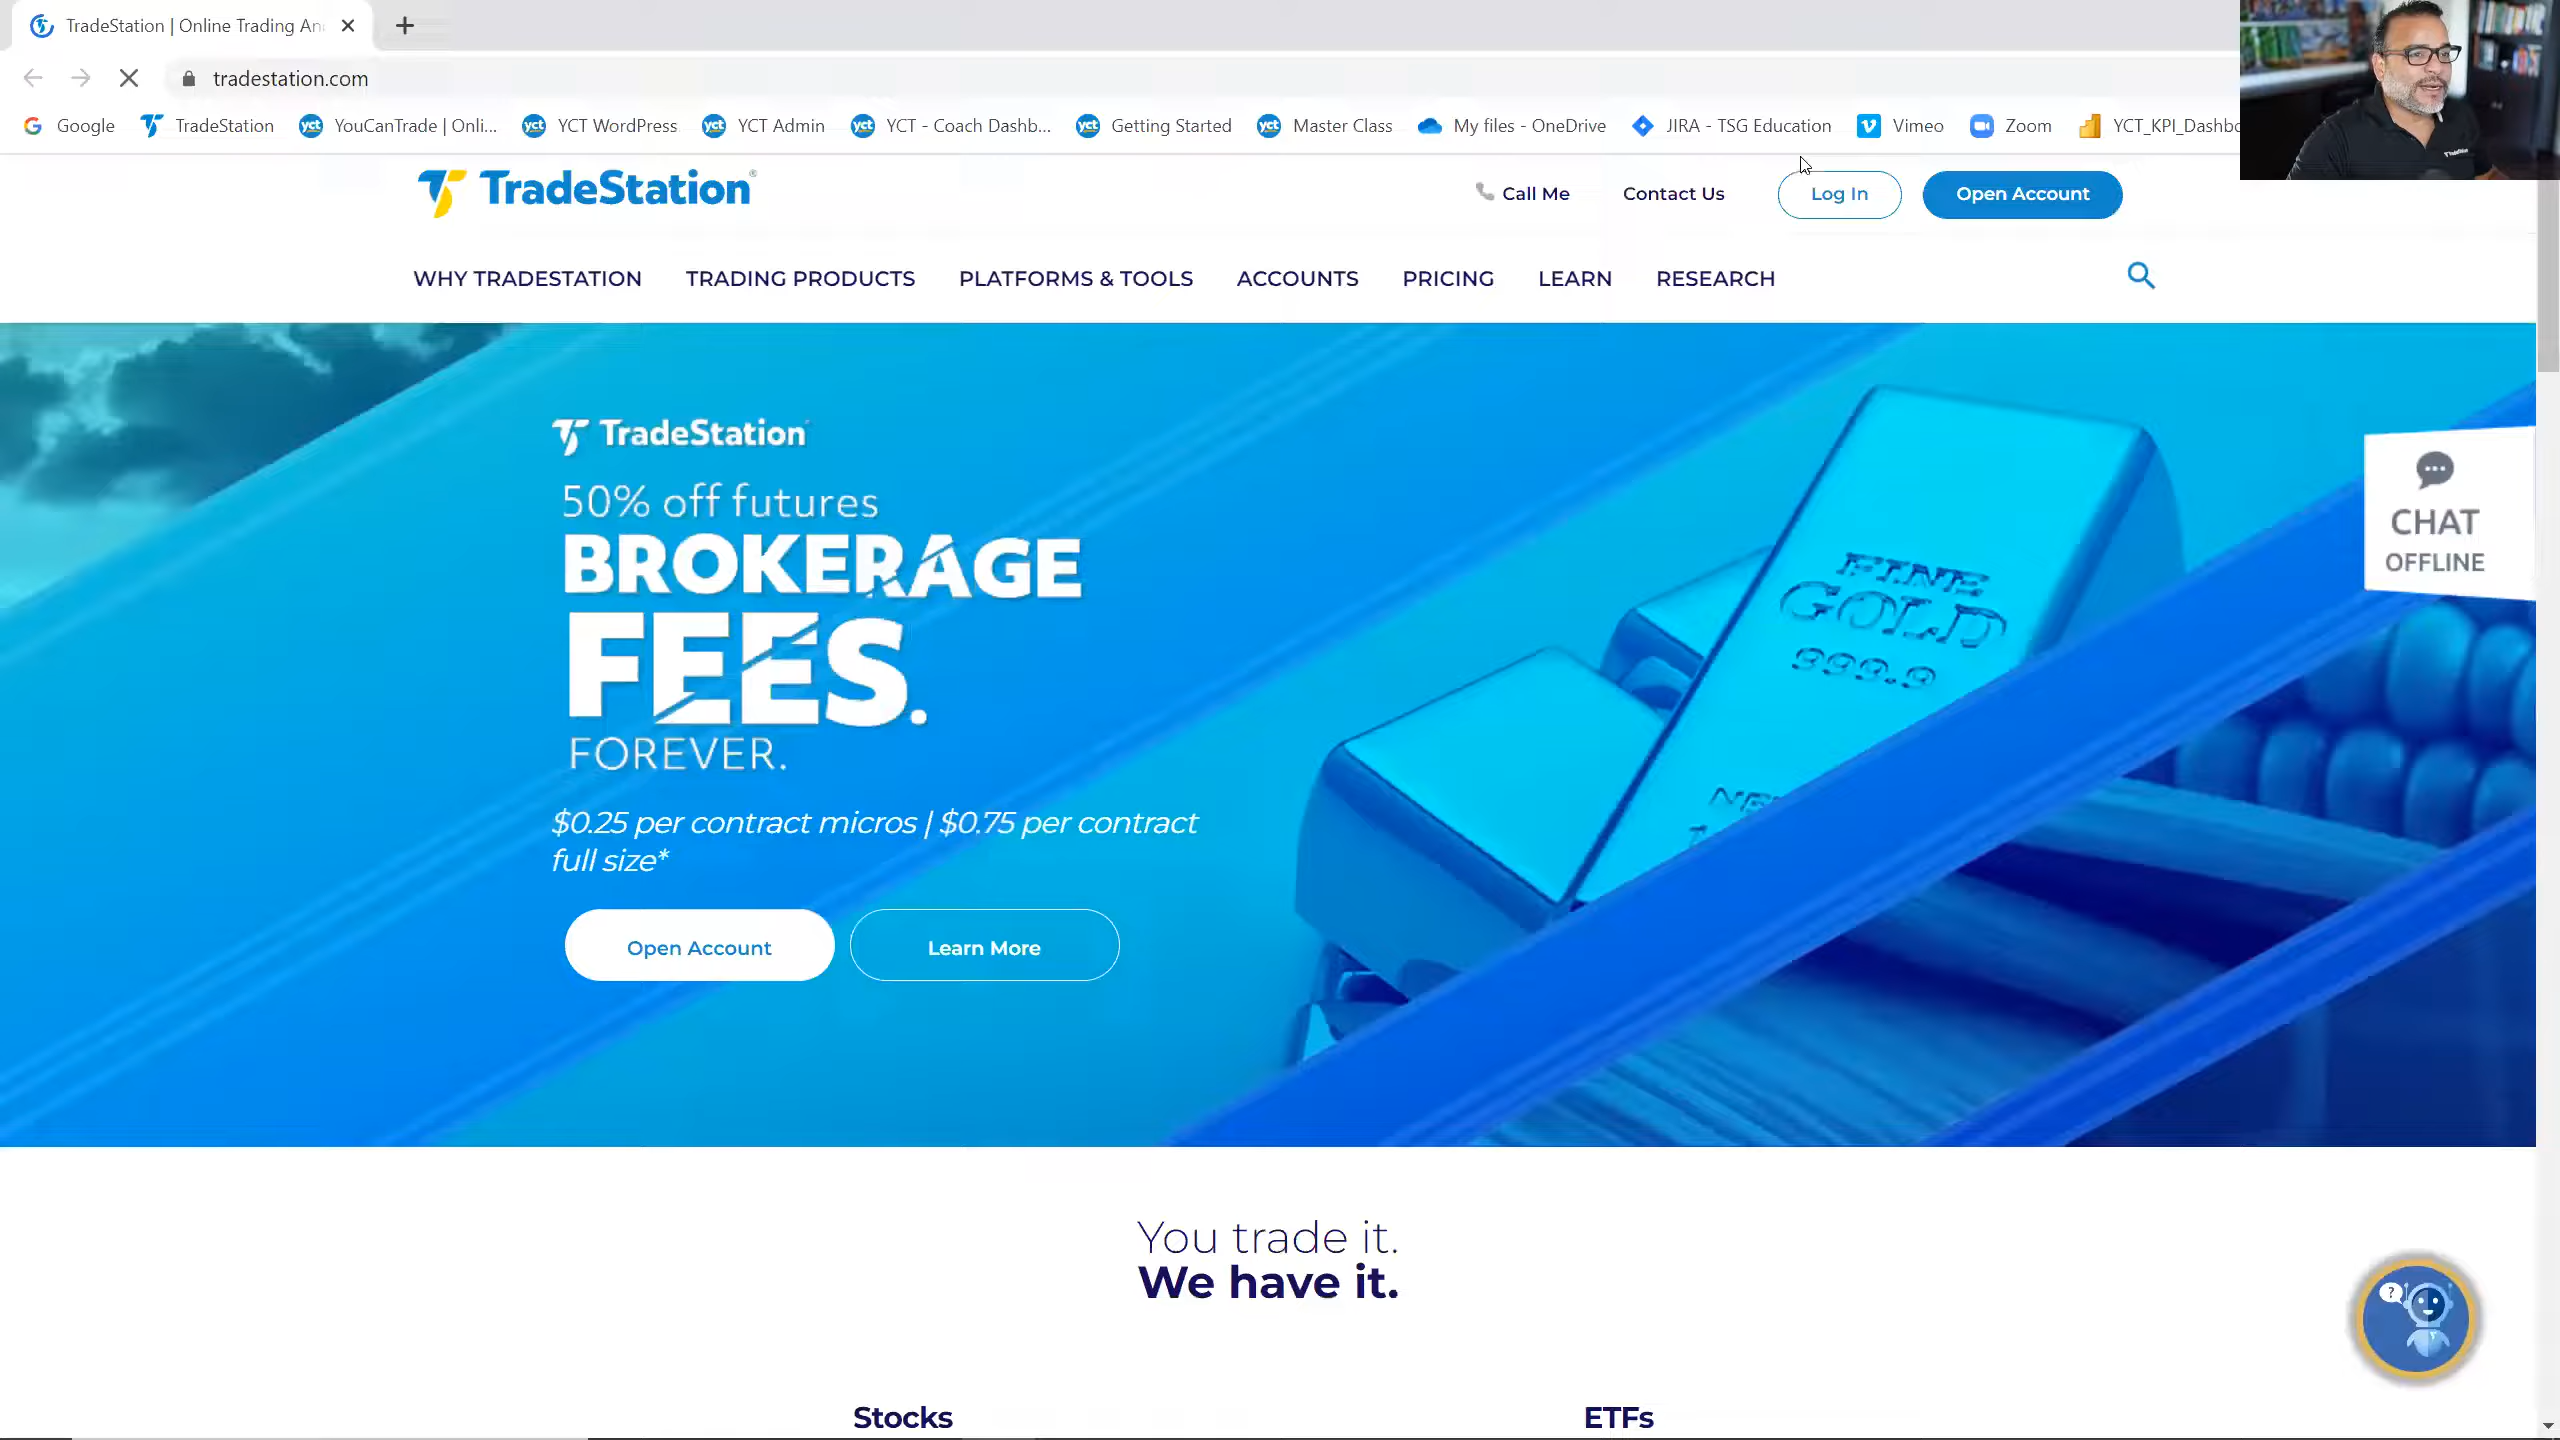 TradeStation | Online Trading An
tradestation.com
Google TradeStation YouCanTrade | Onli... YCT WordPress YCT Admin YCT - Coach Dashb... Getting Started Master Class My files - OneDrive JIRA - TSG Education Vimeo Zoom YCT_KPI_Dashbo
TradeStation
Call Me Contact Us Log In Open Account
WHY TRADESTATION TRADING PRODUCTS PLATFORMS & TOOLS ACCOUNTS PRICING LEARN RESEARCH
TradeStation
50% off futures
BROKERAGE
FEES.
FOREVER.
$0.25 per contract micros | $0.75 per contract
full size*
Open Account Learn More
FINE
GOLD
999.9
CHAT
OFFLINE
You trade it.
We have it.
Stocks ETFs